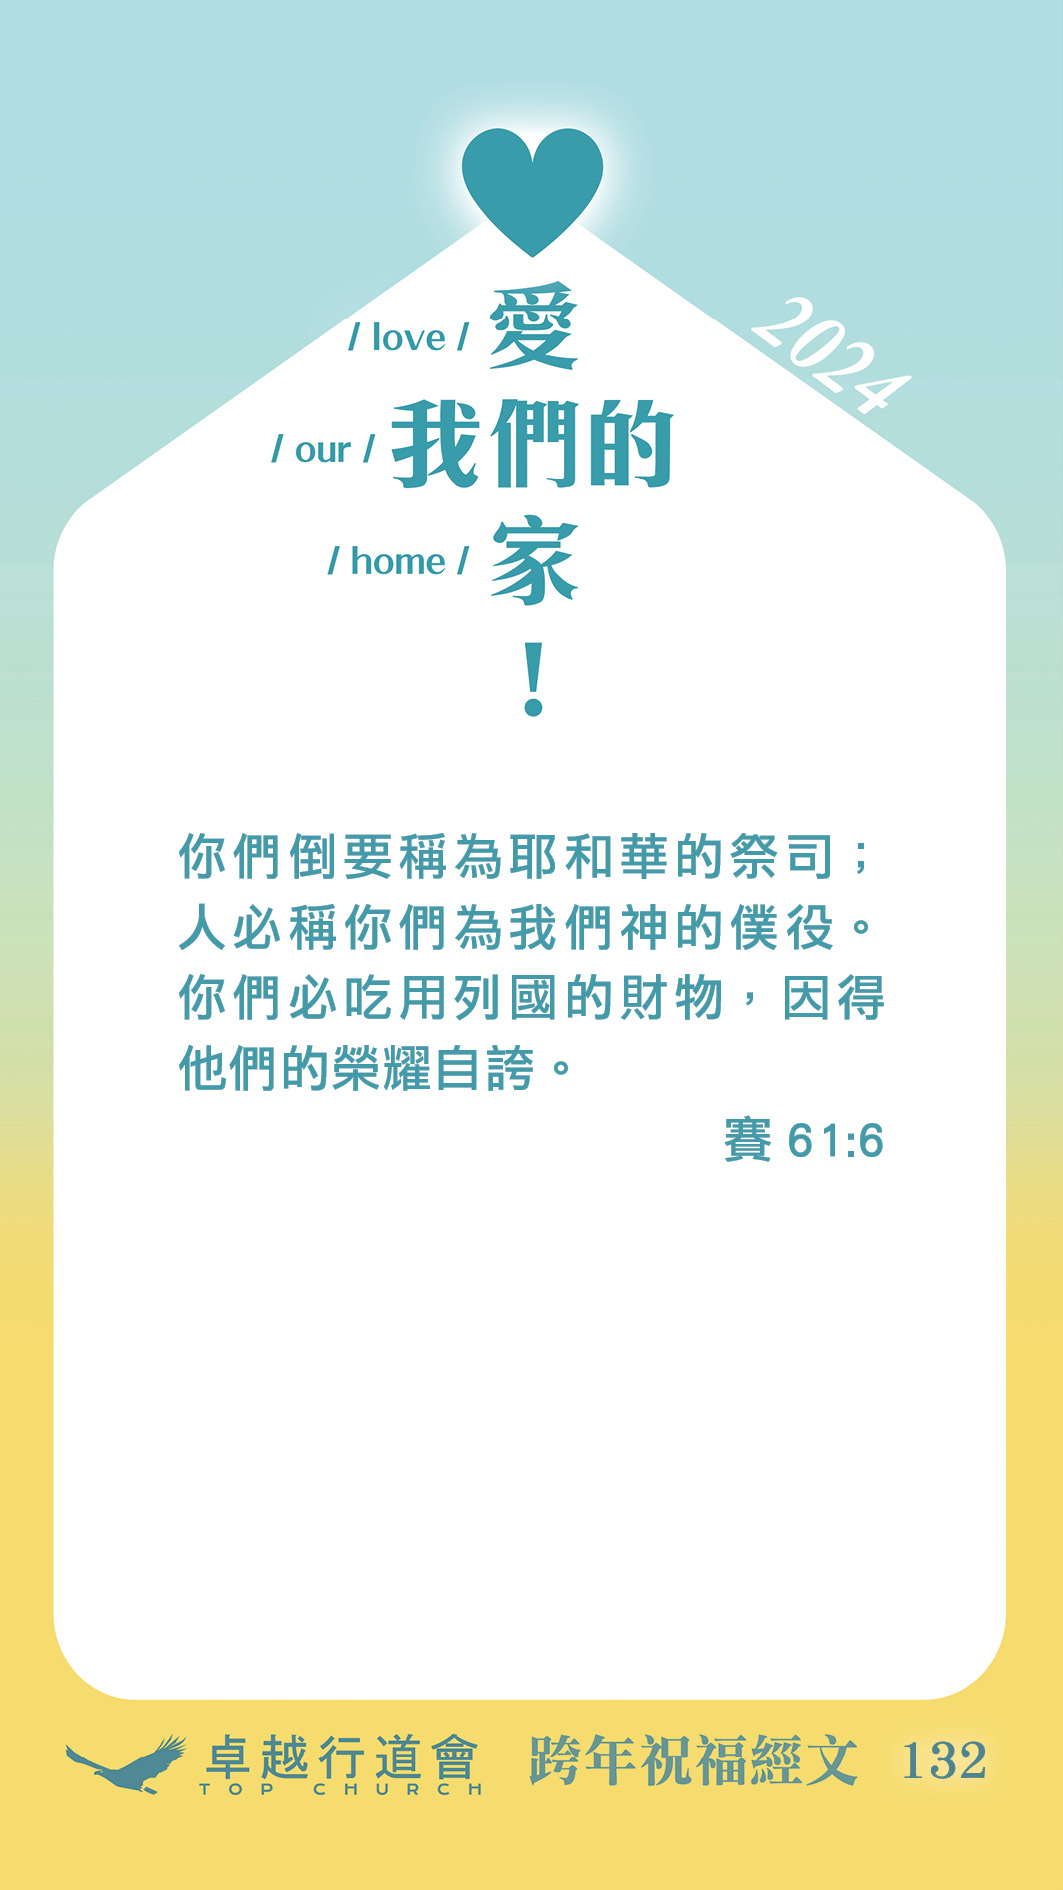 / love / 愛
2024
/ our / 我們的
/ home / 家
！
你們倒要稱為耶和華的祭司；
人必稱你們為我們神的僕役。
你們必吃用列國的財物，因得
他們的榮耀自誇。
賽 61:6
卓越行道會 跨年祝福經文 132
TOP CHURCH